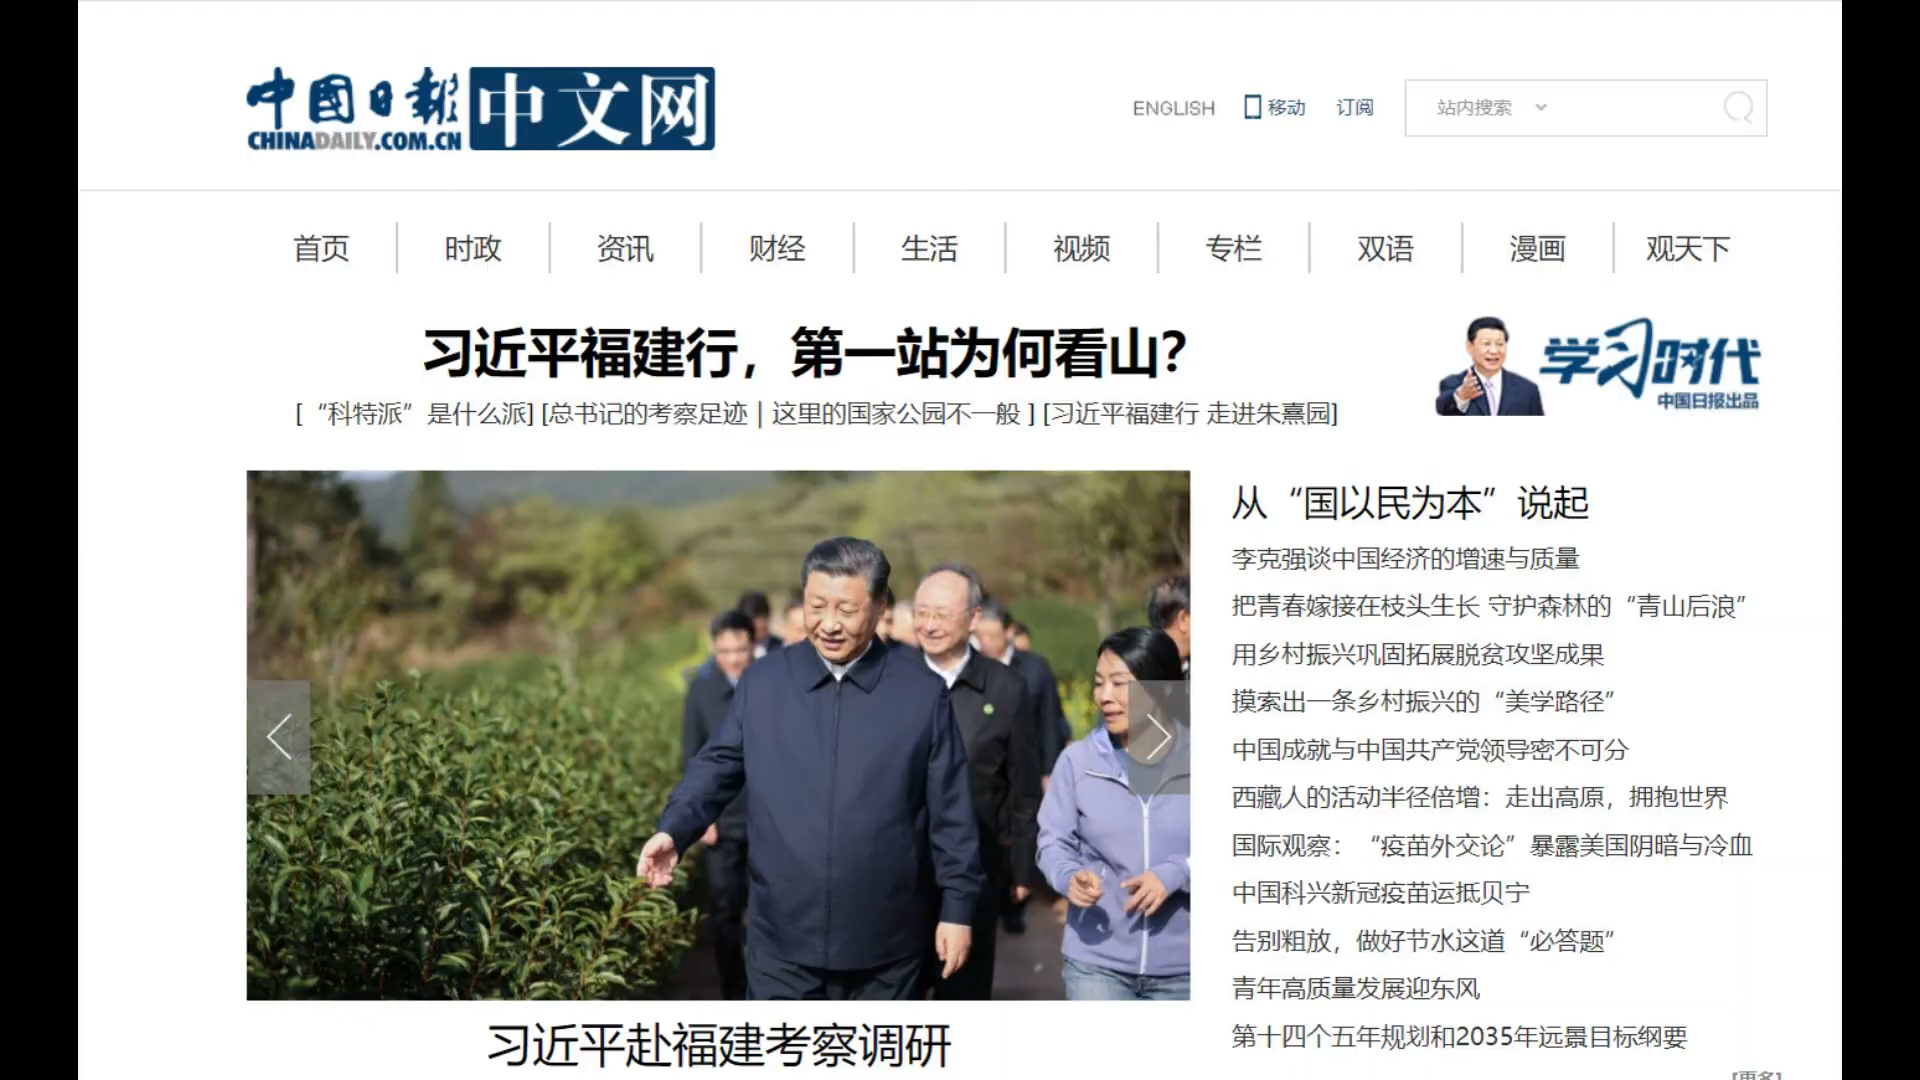 中国日報 中文网
CHINADAILY.COM.CN
ENGLISH 移动 订阅 站内搜索
首页 时政 资讯 财经 生活 视频 专栏 双语 漫画 观天下
习近平福建行，第一站为何看山？
[ “科特派”是什么派] [总书记的考察足迹｜这里的国家公园不一般 ] [习近平福建行 走进朱熹园]
学习时代
中国日报出品
从“国以民为本”说起
李克强谈中国经济的增速与质量
把青春嫁接在枝头生长 守护森林的“青山后浪”
用乡村振兴巩固拓展脱贫攻坚成果
摸索出一条乡村振兴的“美学路径”
中国成就与中国共产党领导密不可分
西藏人的活动半径倍增：走出高原，拥抱世界
国际观察：“疫苗外交论”暴露美国阴暗与冷血
中国科兴新冠疫苗运抵贝宁
告别粗放，做好节水这道“必答题”
青年高质量发展迎东风
第十四个五年规划和2035年远景目标纲要
习近平赴福建考察调研